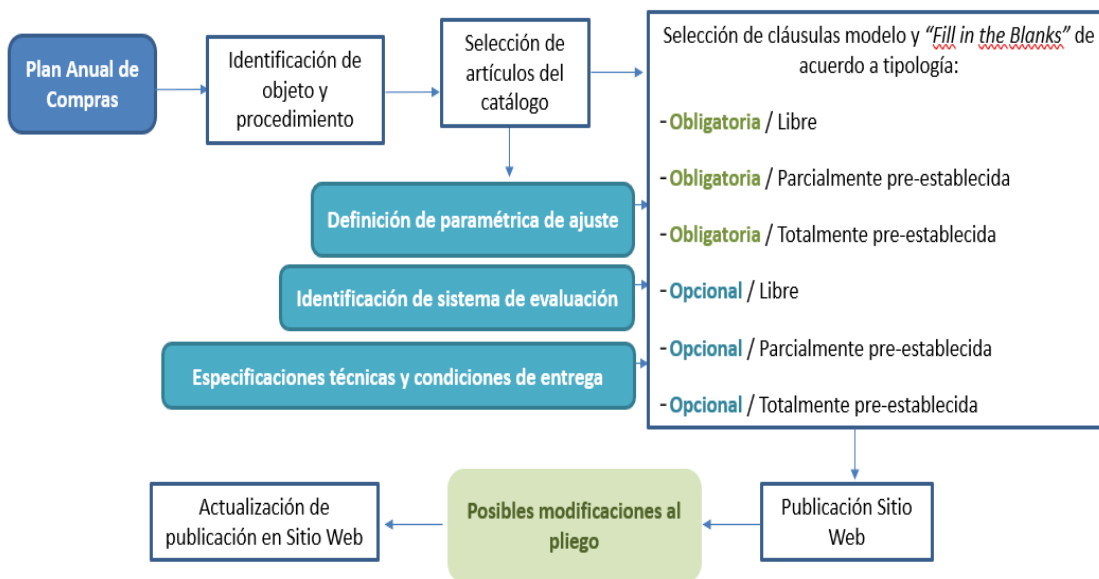 Plan Anual de
Compras
Identificación de
objeto y
procedimiento
Selección de
artículos del
catálogo
Selección de cláusulas modelo y “Fill in the Blanks” de
acuerdo a tipología:
- Obligatoria / Libre
- Obligatoria / Parcialmente pre-establecida
- Obligatoria / Totalmente pre-establecida
- Opcional / Libre
- Opcional / Parcialmente pre-establecida
- Opcional / Totalmente pre-establecida
Definición de paramétrica de ajuste
Identificación de sistema de evaluación
Especificaciones técnicas y condiciones de entrega
Publicación Sitio
Web
Posibles modificaciones al
pliego
Actualización de
publicación en Sitio Web